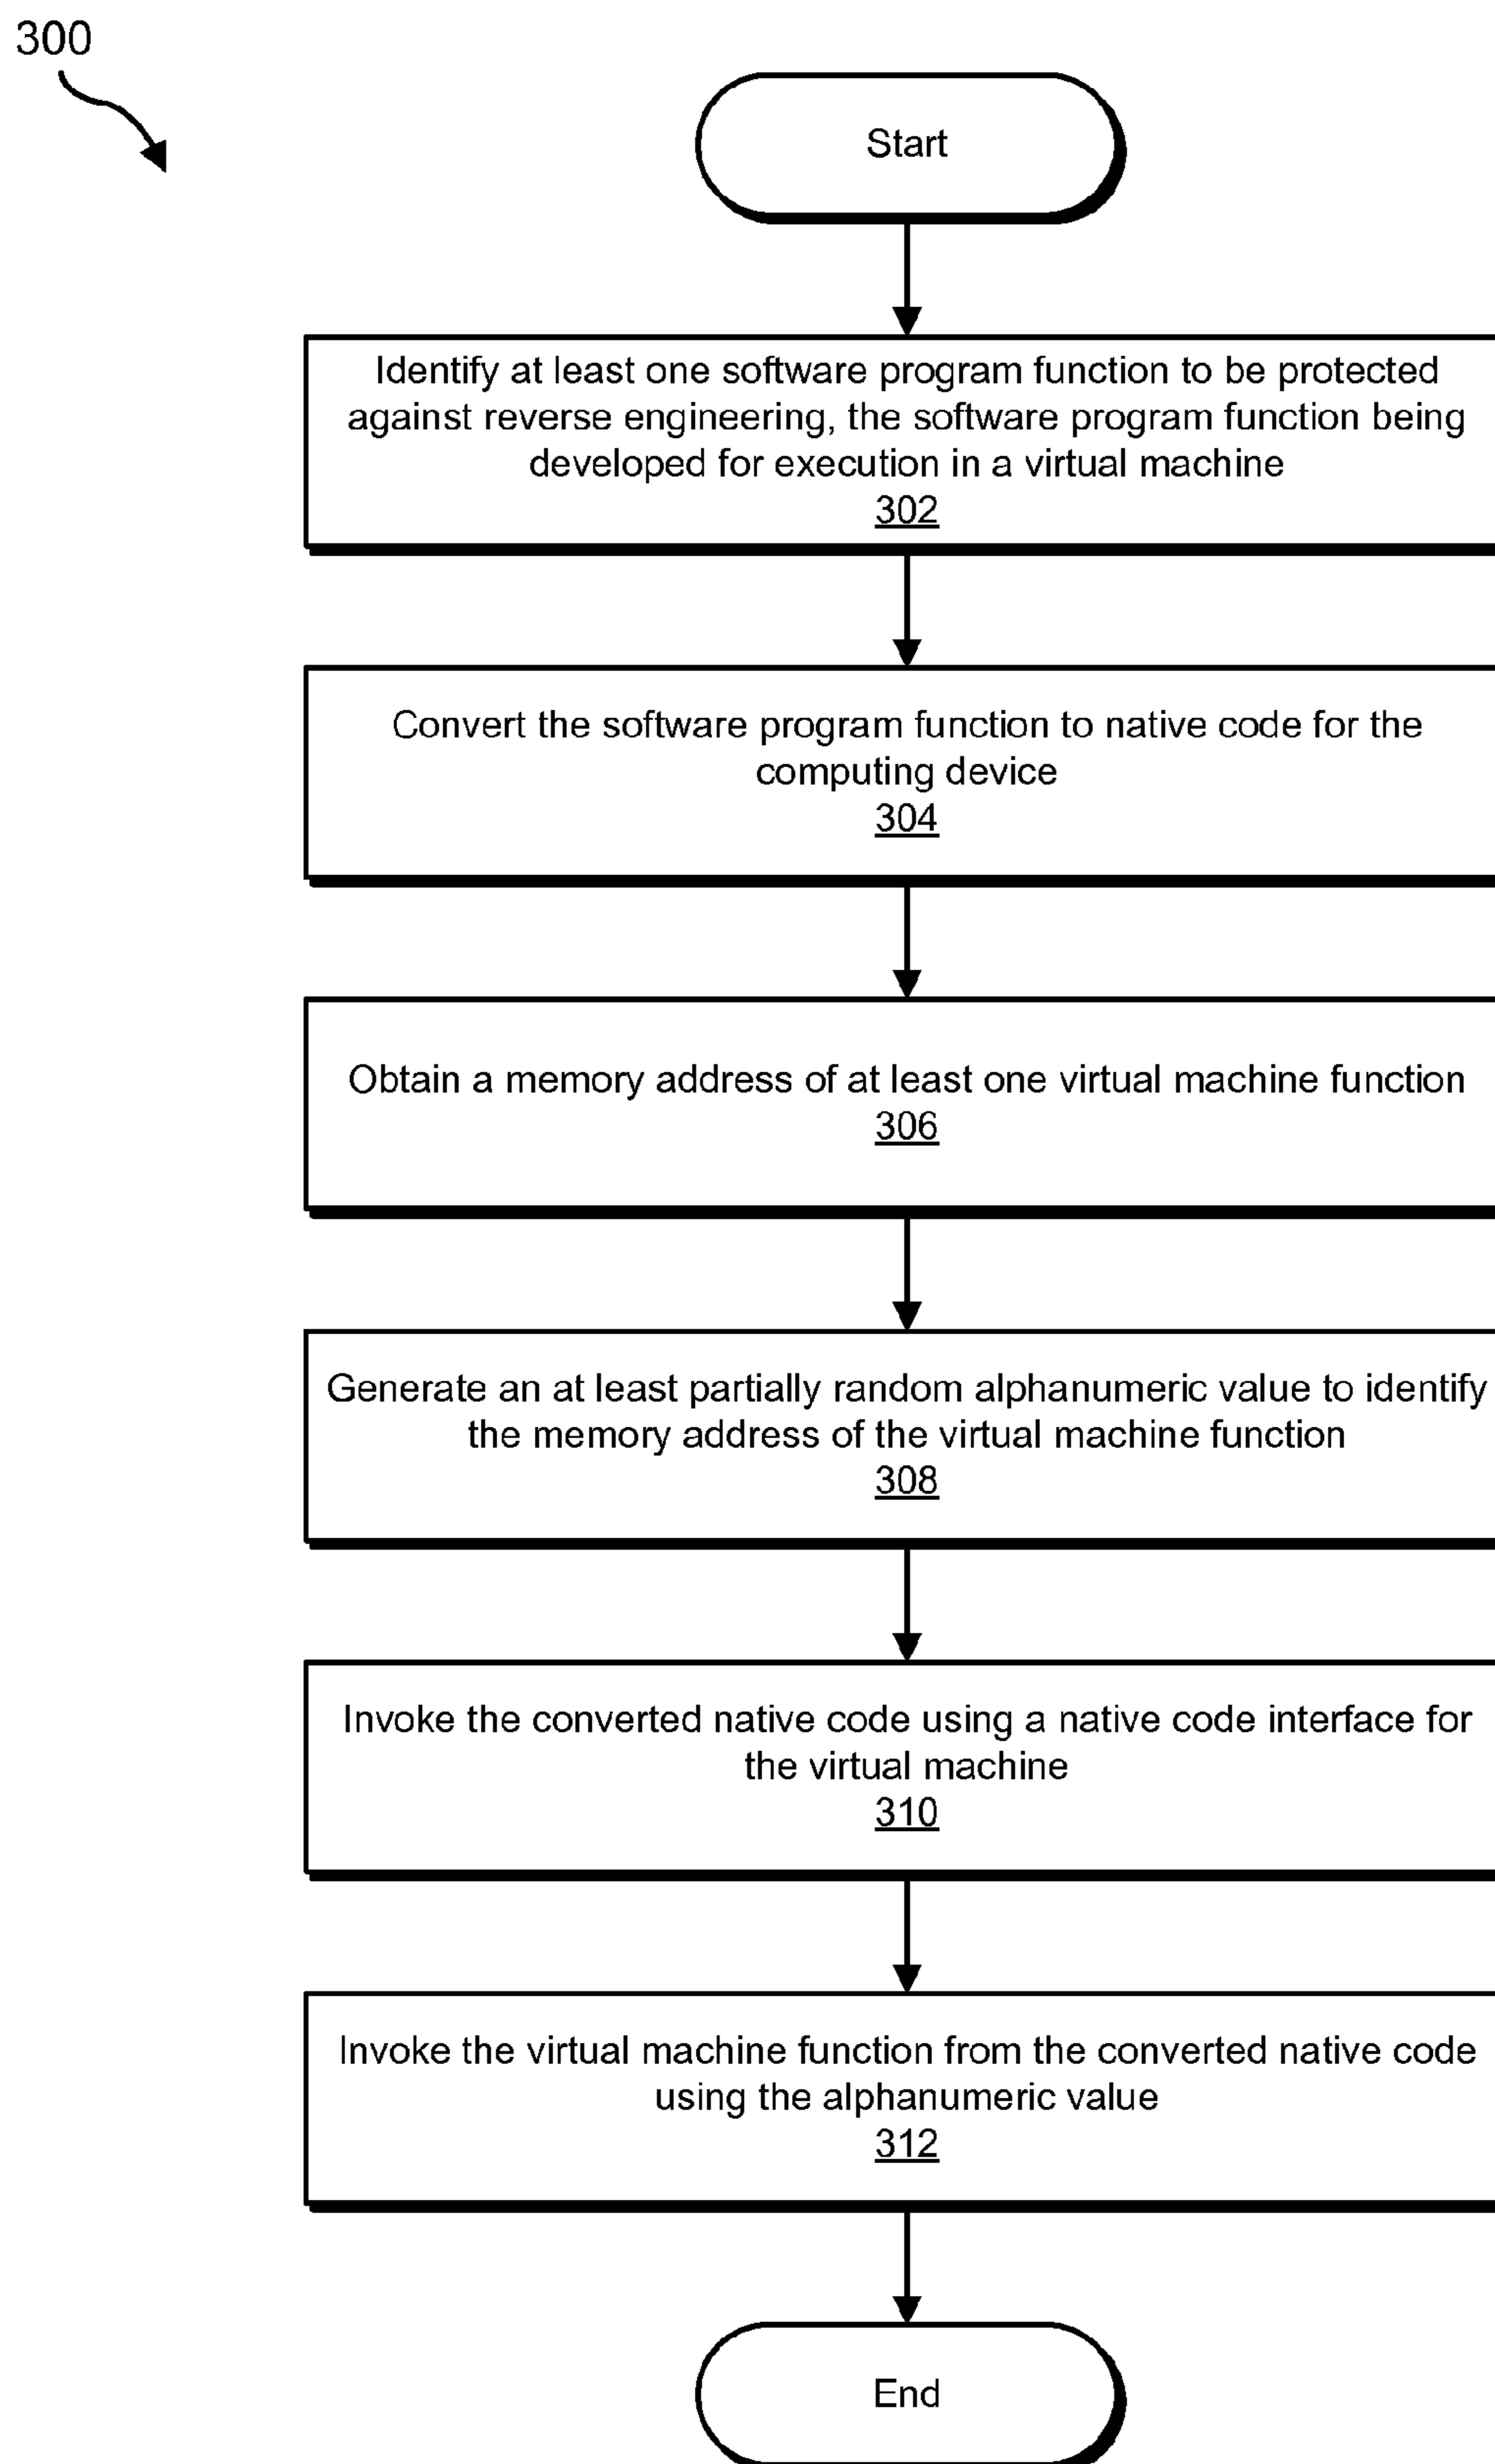 300
Start
Identify at least one software program function to be protected
against reverse engineering, the software program function being
developed for execution in a virtual machine
302
Convert the software program function to native code for the
computing device
304
Obtain a memory address of at least one virtual machine function
306
Generate an at least partially random alphanumeric value to identify
the memory address of the virtual machine function
308
Invoke the converted native code using a native code interface for
the virtual machine
310
Invoke the virtual machine function from the converted native code
using the alphanumeric value
312
End